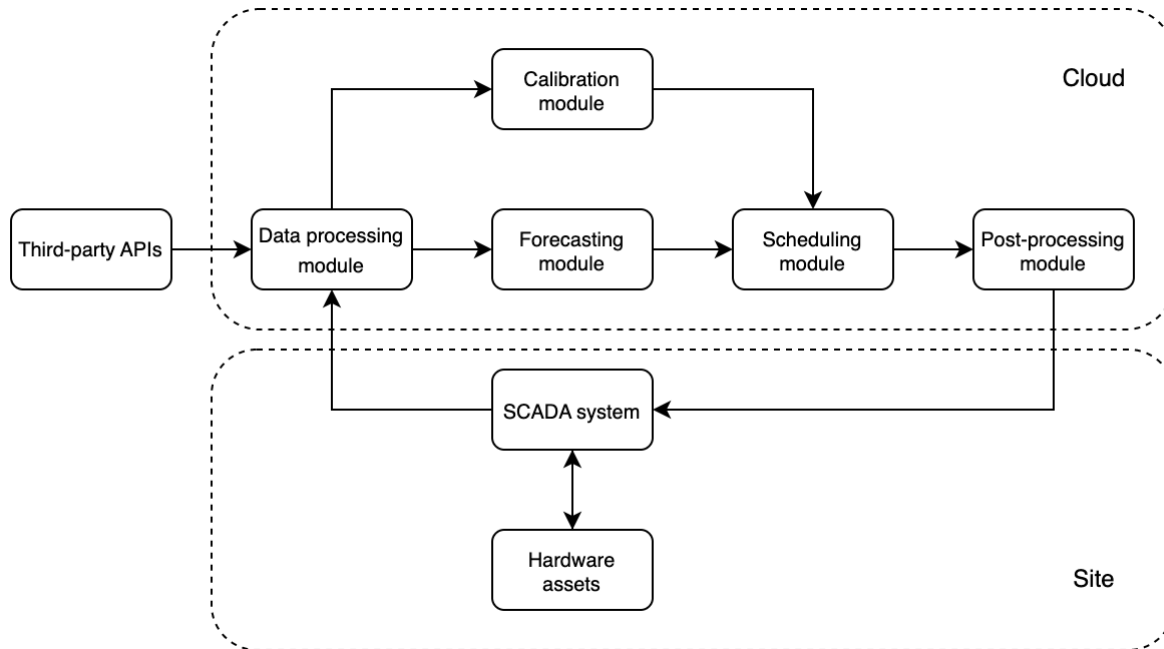 Calibration
module
Cloud
Third-party APIs
Data processing
module
Forecasting
module
Scheduling
module
Post-processing
module
SCADA system
Hardware
assets
Site